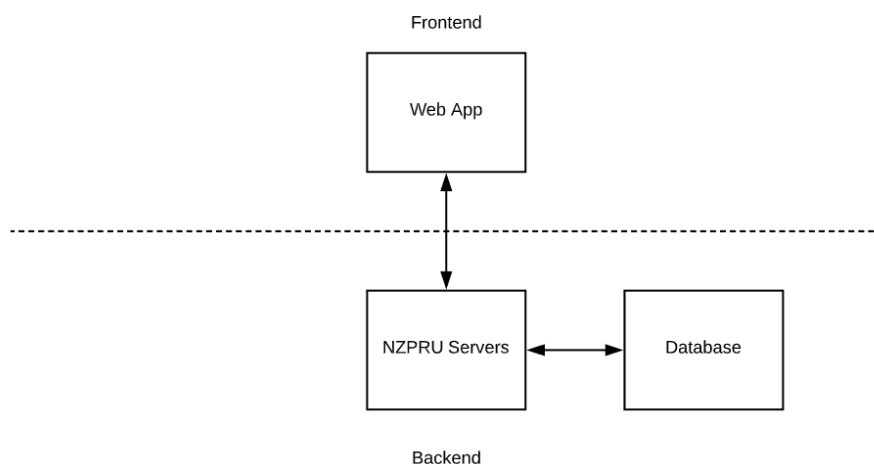 Frontend
Web App
NZPRU Servers
Database
Backend